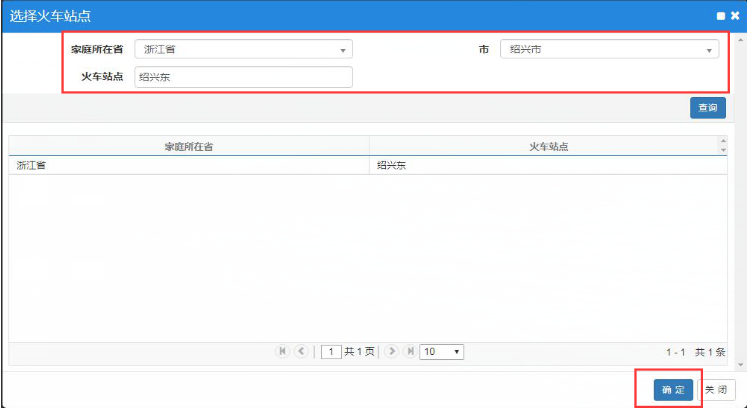 选择火车站点
家庭所在省 浙江省 市 绍兴市
火车站点 绍兴东
查询
家庭所在省 火车站点
浙江省 绍兴东
1 共1页 10 1-1 共1条
确定 关闭